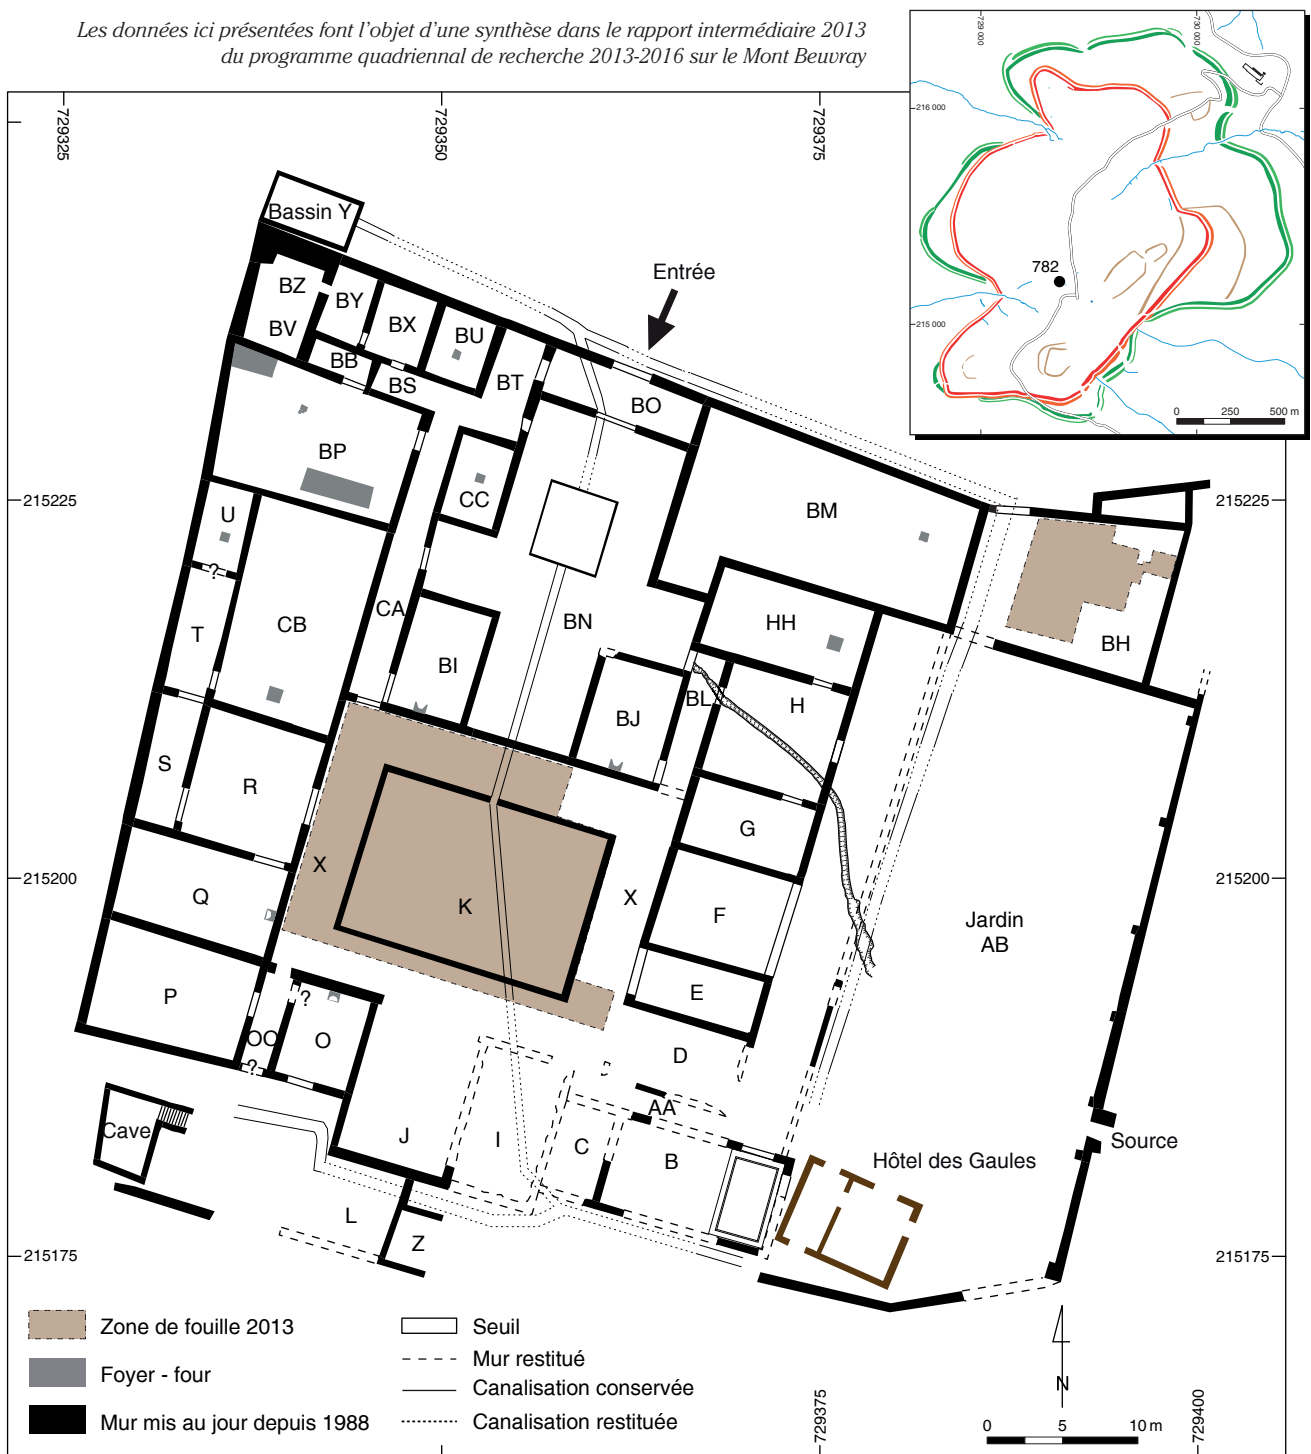 Les données ici présentées font l'objet d'une synthèse dans le rapport intermédiaire 2013
du programme quadriennal de recherche 2013-2016 sur le Mont Beuvray
729 000
730 000
216 000
782
215 000
0 250 500 m
729325
729350
729375
Bassin Y
Entrée
BZ
BY
BX
BU
BV
BB
BS
BT
BO
BP
CC
BM
215225
215225
U
?
CA
BN
HH
T
CB
BH
BI
BL
H
BJ
S
R
G
215200
215200
X
K
X
Q
F
Jardin
AB
P
?
E
OO
O
?
D
AA
Cave
J
I
C
B
Source
Hôtel des Gaules
L
Z
215175
215175
Zone de fouille 2013
Foyer - four
Mur mis au jour depuis 1988
Seuil
Mur restitué
Canalisation conservée
Canalisation restituée
N
729375
729400
0 5 10 m